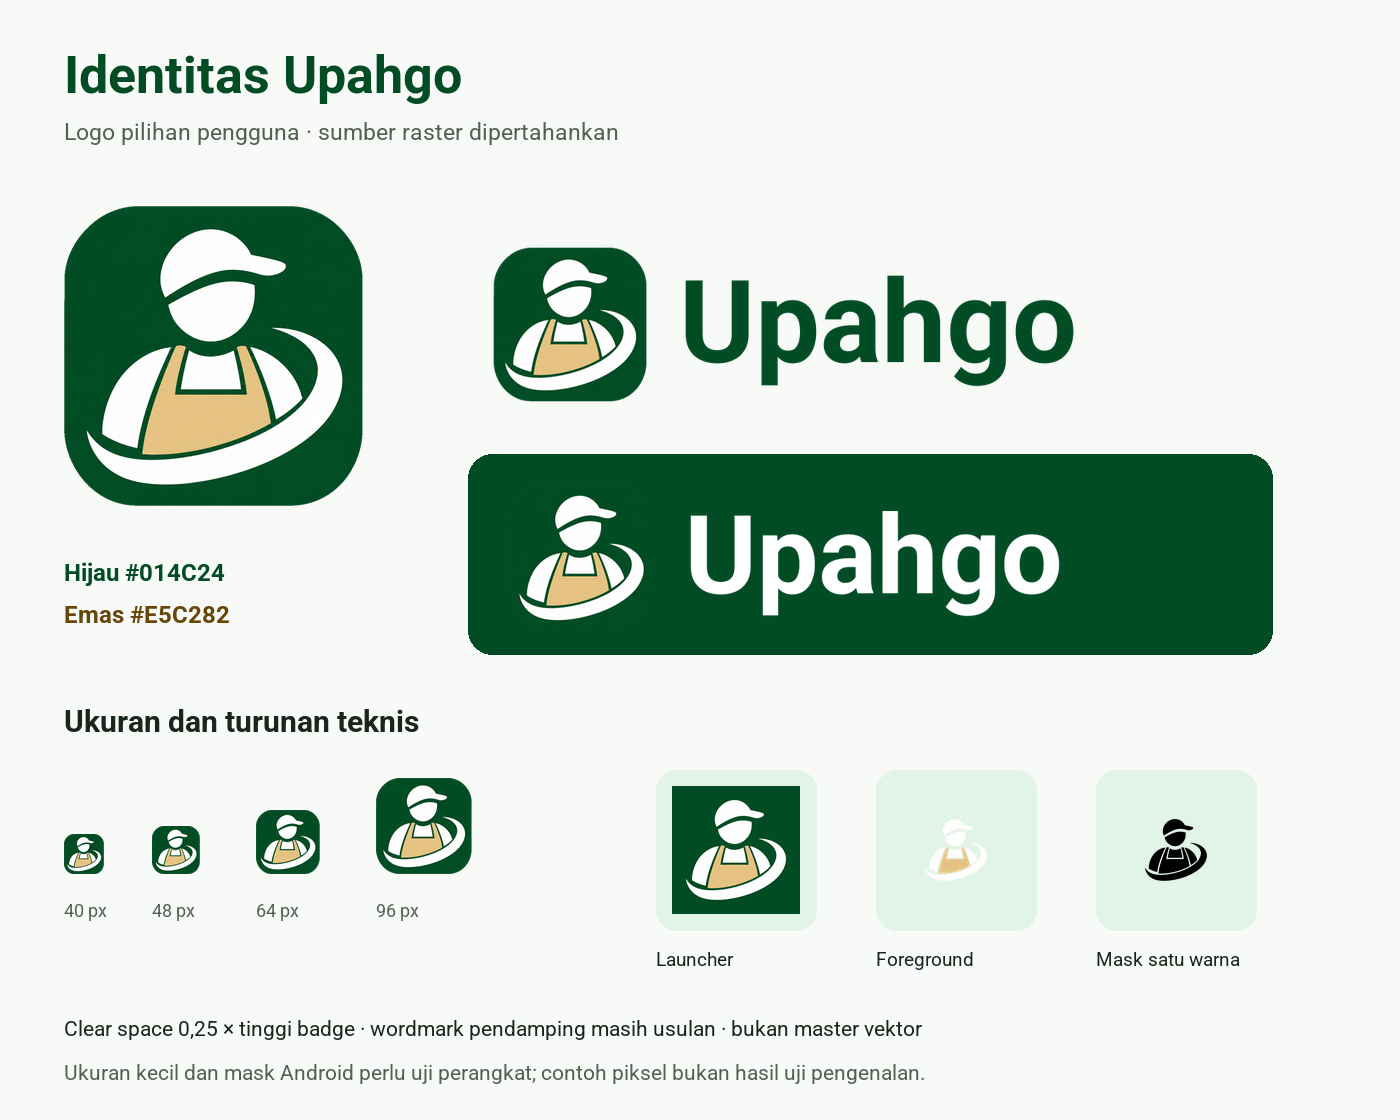 Identitas Upahgo
Logo pilihan pengguna · sumber raster dipertahankan
Upahgo
Upahgo
Hijau #014C24
Emas #E5C282
Ukuran dan turunan teknis
40 px
48 px
64 px
96 px
Launcher
Foreground
Mask satu warna
Clear space 0,25 × tinggi badge · wordmark pendamping masih usulan · bukan master vektor
Ukuran kecil dan mask Android perlu uji perangkat; contoh piksel bukan hasil uji pengenalan.